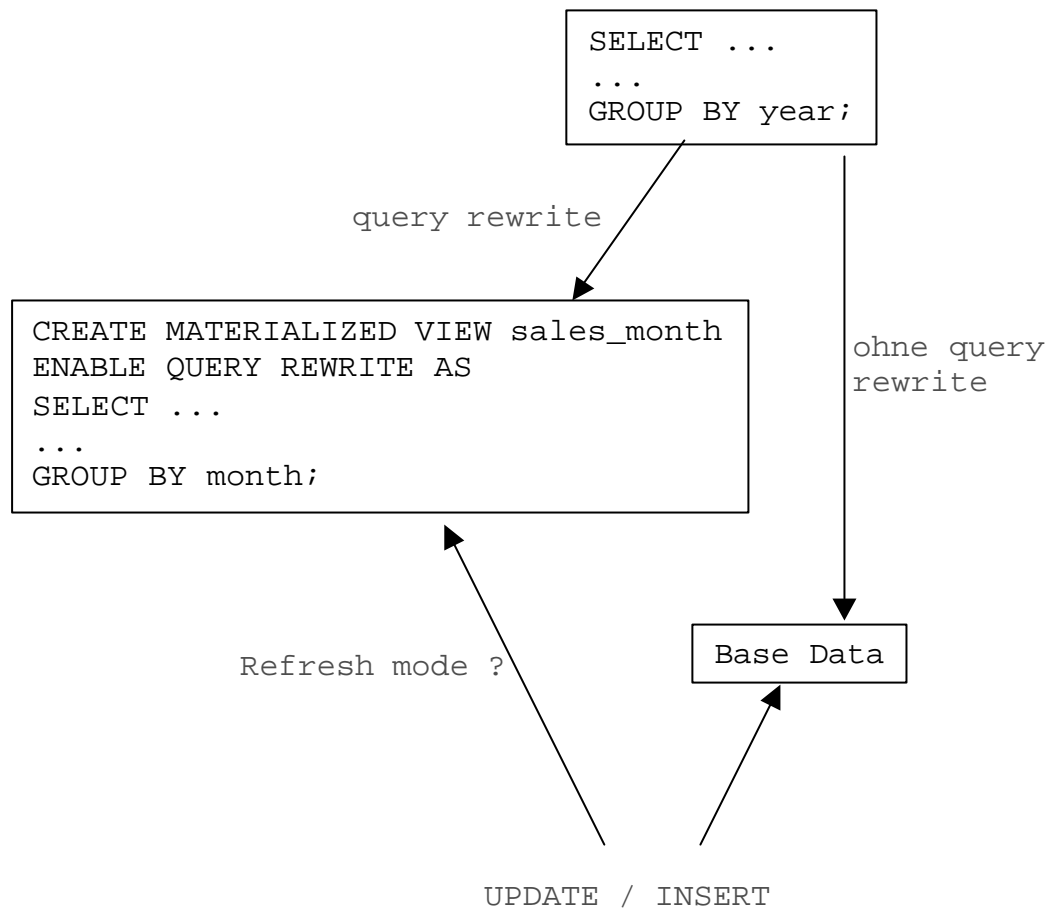 SELECT ...
...
GROUP BY year;
query rewrite
CREATE MATERIALIZED VIEW sales_month
ENABLE QUERY REWRITE AS
SELECT ...
...
GROUP BY month;
ohne query
rewrite
Base Data
Refresh mode ?
UPDATE / INSERT